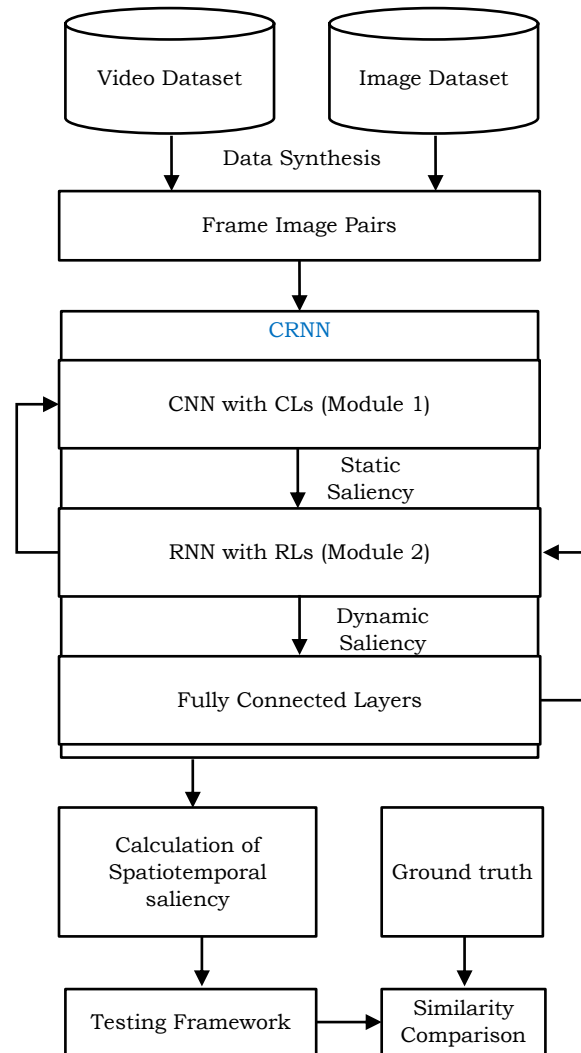 Video Dataset
Image Dataset
Data Synthesis
Frame Image Pairs
CRNN
CNN with CLs (Module 1)
Static
Saliency
RNN with RLs (Module 2)
Dynamic
Saliency
Fully Connected Layers
Calculation of
Spatiotemporal
saliency
Ground truth
Testing Framework
Similarity
Comparison